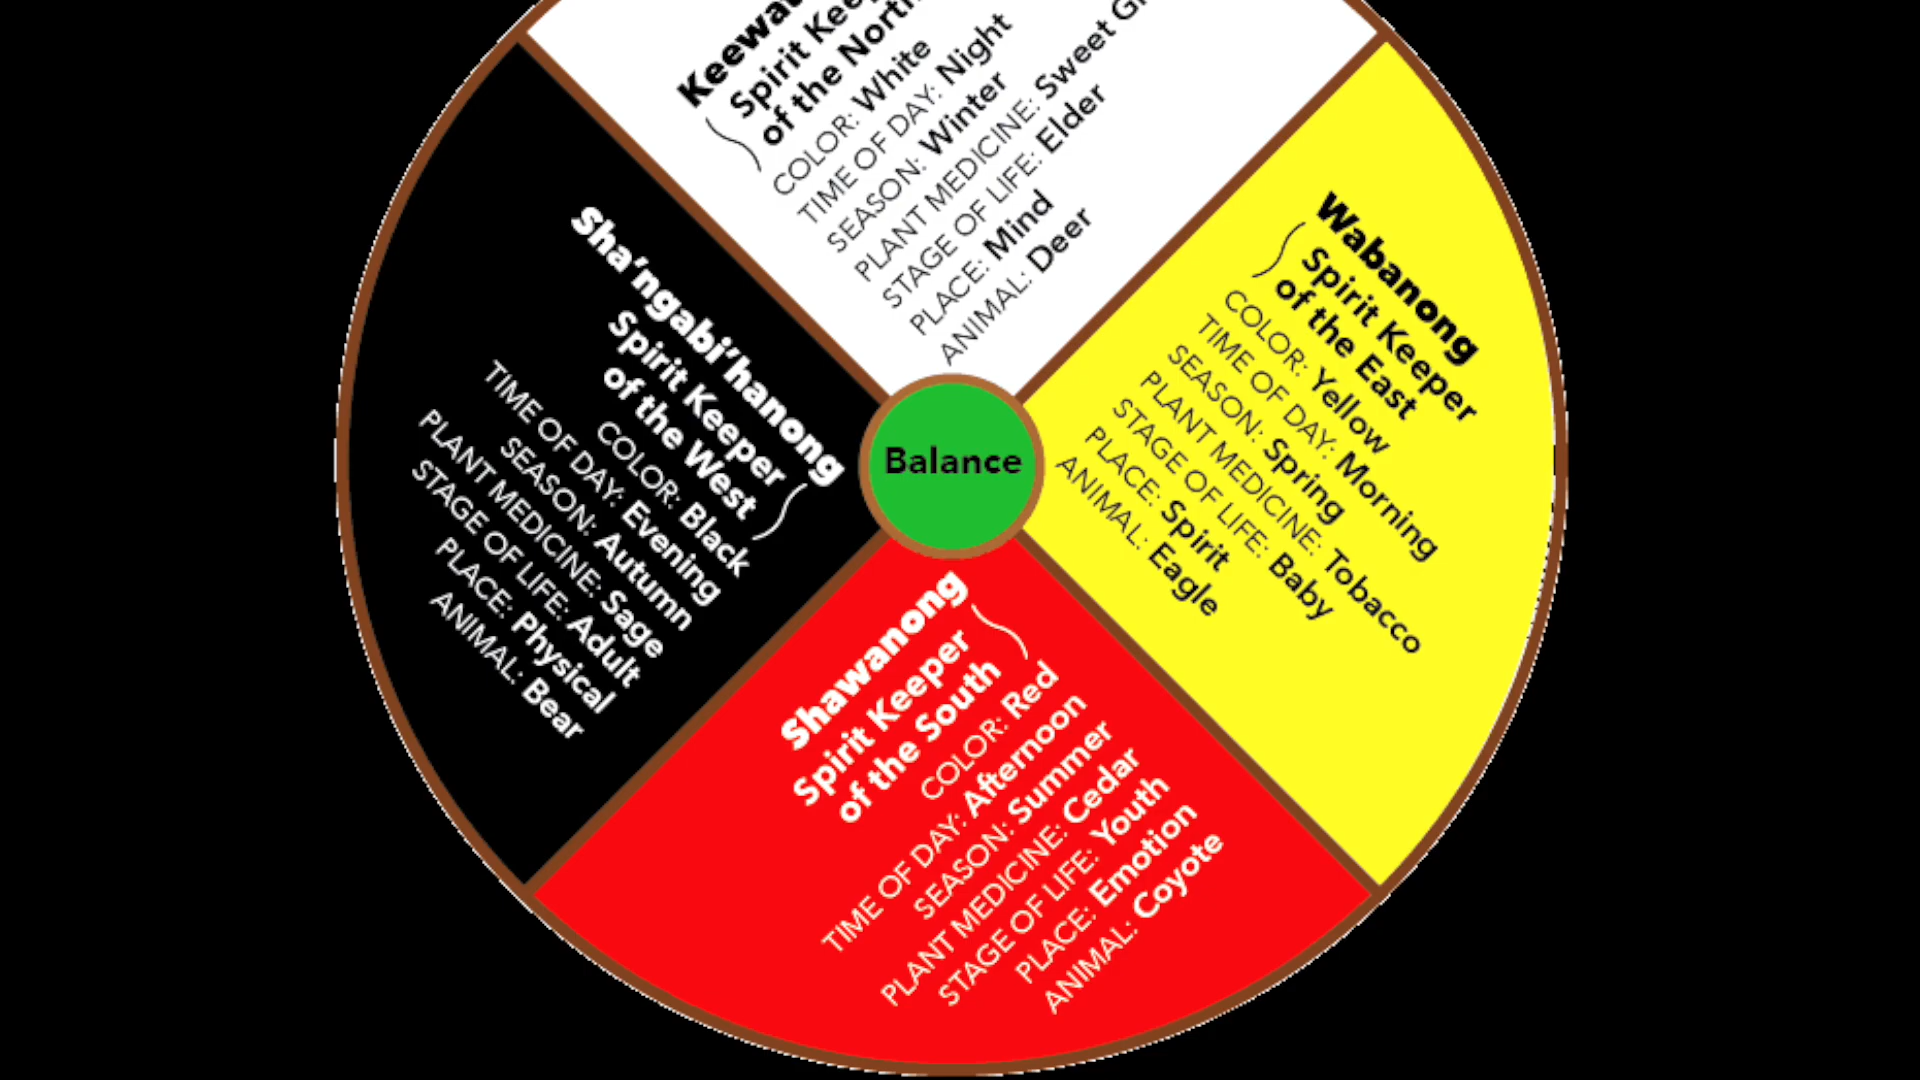 Spirit
of the North
COLOR: White
TIME OF DAY: Night
SEASON: Winter
PLANT MEDICINE: Sweet
STAGE OF LIFE: Elder
PLACE: Mind
ANIMAL: Deer
Wabanong
Spirit Keeper
of the East
COLOR: Yellow
TIME OF DAY: Morning
SEASON: Spring
PLANT MEDICINE: Tobacco
STAGE OF LIFE: Baby
PLACE: Spirit
ANIMAL: Eagle
Sha'ngabi'hanong
Spirit Keeper
of the West
COLOR: Black
TIME OF DAY: Evening
SEASON: Autumn
PLANT MEDICINE: Sage
STAGE OF LIFE: Adult
PLACE: Physical
ANIMAL: Bear
Balance
Shawanong
Spirit Keeper
of the South
COLOR: Red
TIME OF DAY: Afternoon
SEASON: Summer
PLANT MEDICINE: Cedar
STAGE OF LIFE: Youth
PLACE: Emotion
ANIMAL: Coyote